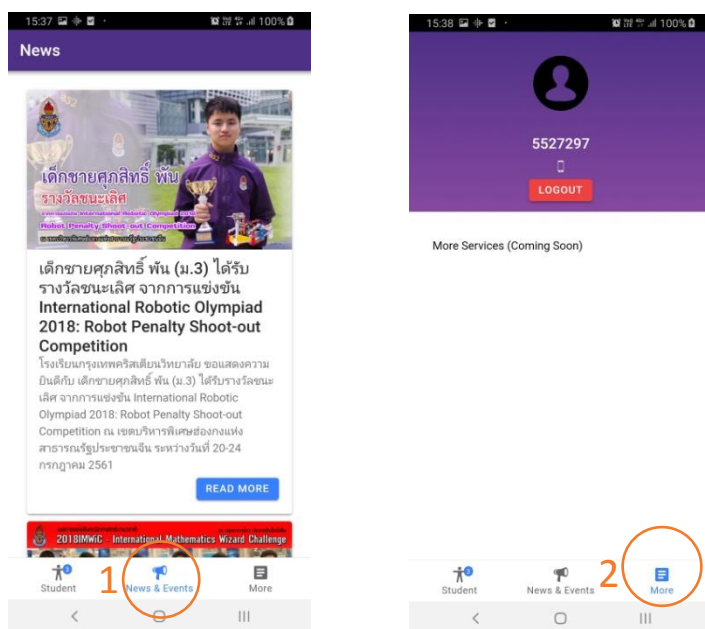 15:37
100%
News
เด็กชายศุภสิทธิ์ พัน
รางวัลชนะเลิศ
Robot Penalty Shoot-out Competition
เด็กชายศุภสิทธิ์ พัน (ม.3) ได้รับ
รางวัลชนะเลิศ จากการแข่งขัน
International Robotic Olympiad
2018: Robot Penalty Shoot-out
Competition
โรงเรียนกรุงเทพคริสเตียนวิทยาลัย ขอแสดงความ
ยินดีกับ เด็กชายศุภสิทธิ์ พัน (ม.3) ได้รับรางวัลชนะ
เลิศ จากการแข่งขัน International Robotic
Olympiad 2018: Robot Penalty Shoot-out
Competition ณ เขตบริหารพิเศษฮ่องกงแห่ง
สาธารณรัฐประชาชนจีน ระหว่างวันที่ 20-24
กรกฎาคม 2561
READ MORE
2018IMWiC - International Mathematics Wizard Challenge
Student
1
News & Events
More
15:38
100%
5527297
LOGOUT
More Services (Coming Soon)
Student
News & Events
2
More